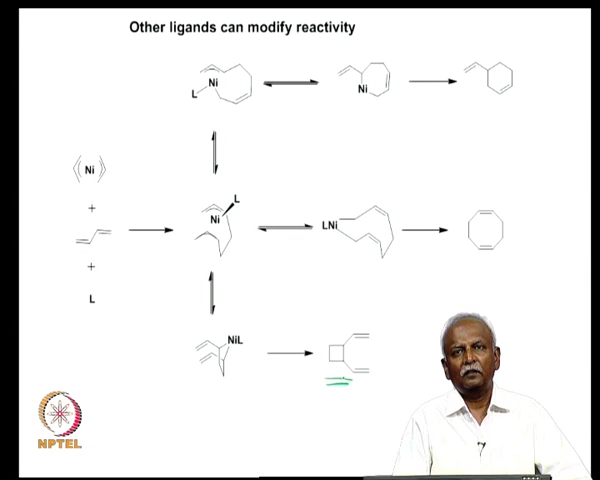 Other ligands can modify reactivity
Ni
L
Ni
Ni
+
L
Ni
LNi
+
L
NiL
NPTEL